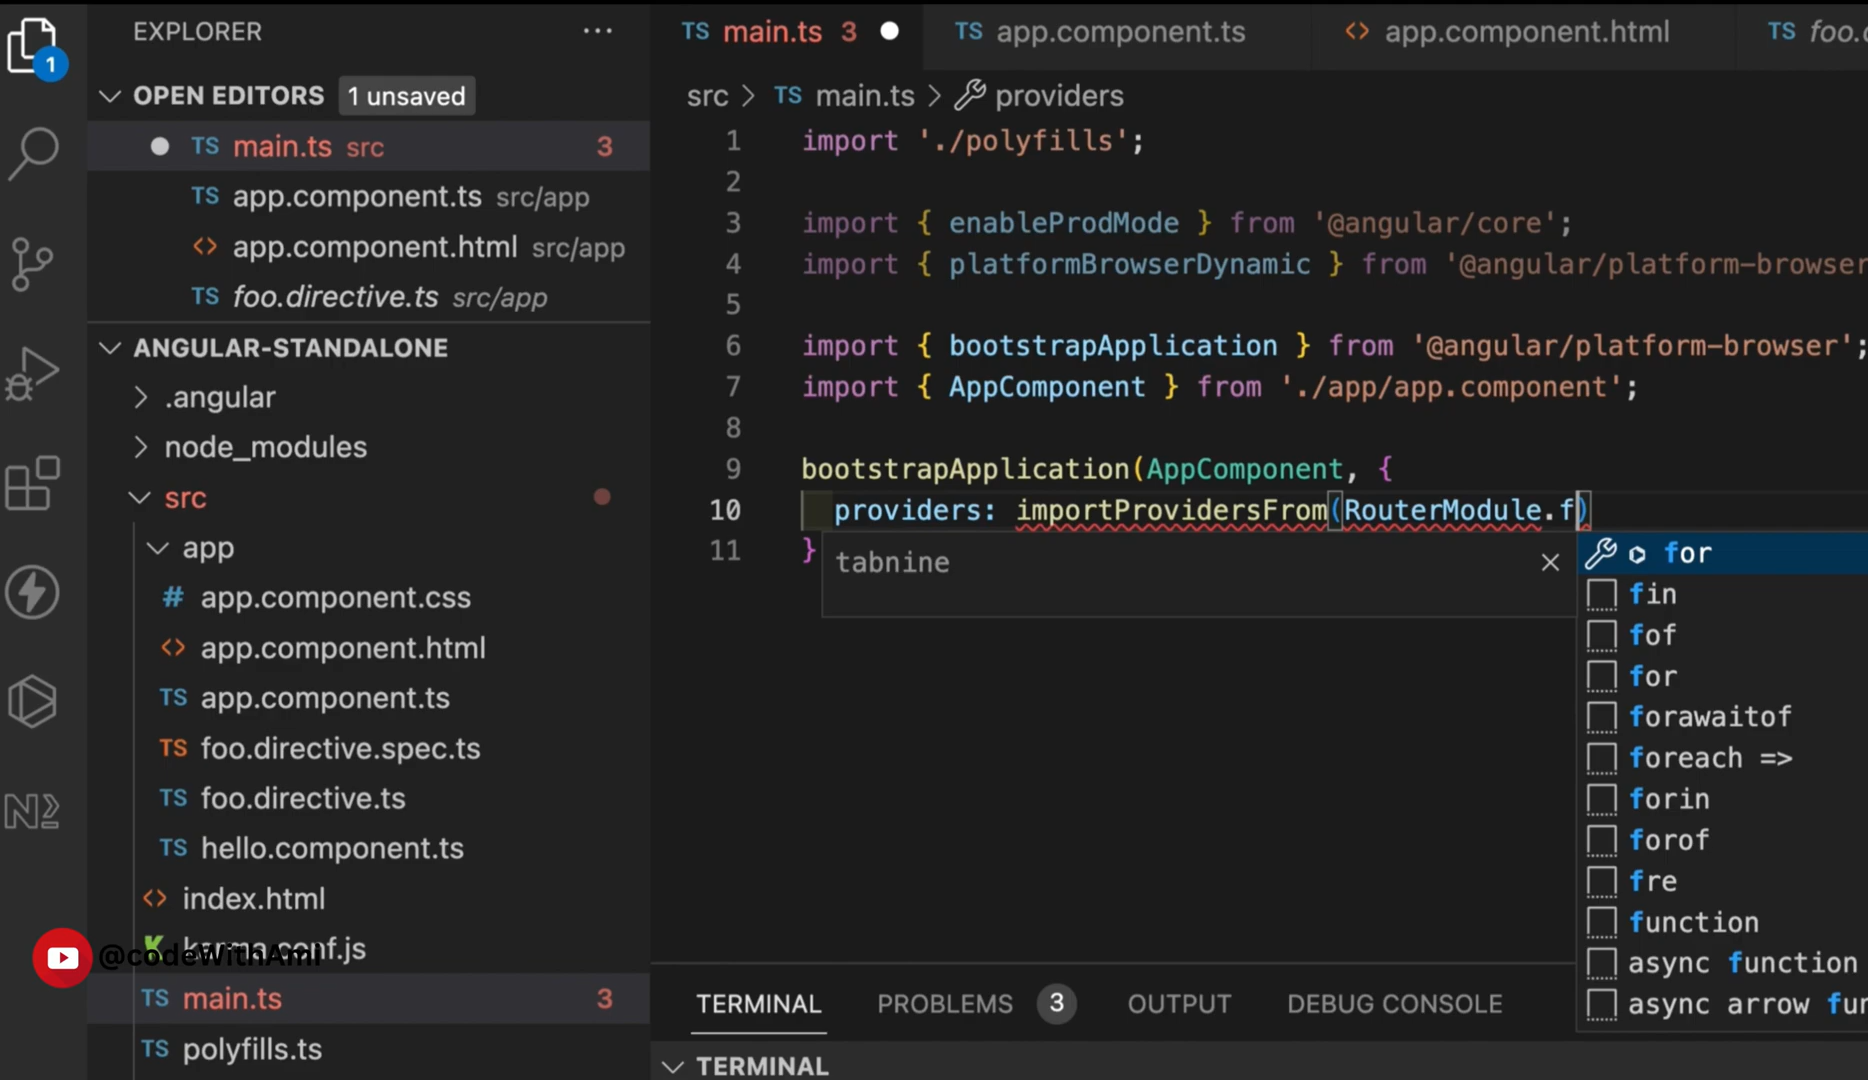 EXPLORER
...
OPEN EDITORS 1 unsaved
TS main.ts src 3
TS app.component.ts src/app
<> app.component.html src/app
TS foo.directive.ts src/app
ANGULAR-STANDALONE
> .angular
> node_modules
src
app
# app.component.css
<> app.component.html
TS app.component.ts
TS foo.directive.spec.ts
TS foo.directive.ts
TS hello.component.ts
<> index.html
karma.conf.js
@codeWithAmi
TS main.ts 3
TS polyfills.ts
1
TS main.ts 3
TS app.component.ts
<> app.component.html
TS foo.
src > TS main.ts > providers
1 import './polyfills';
2
3 import { enableProdMode } from '@angular/core';
4 import { platformBrowserDynamic } from '@angular/platform-browser
5
6 import { bootstrapApplication } from '@angular/platform-browser';
7 import { AppComponent } from './app/app.component';
8
9 bootstrapApplication(AppComponent, {
10 providers: importProvidersFrom(RouterModule.f)
11 }
tabnine
for
fin
fof
for
forawaitof
foreach =>
forin
forof
fre
function
async function
async arrow fun
TERMINAL PROBLEMS 3 OUTPUT DEBUG CONSOLE
TERMINAL